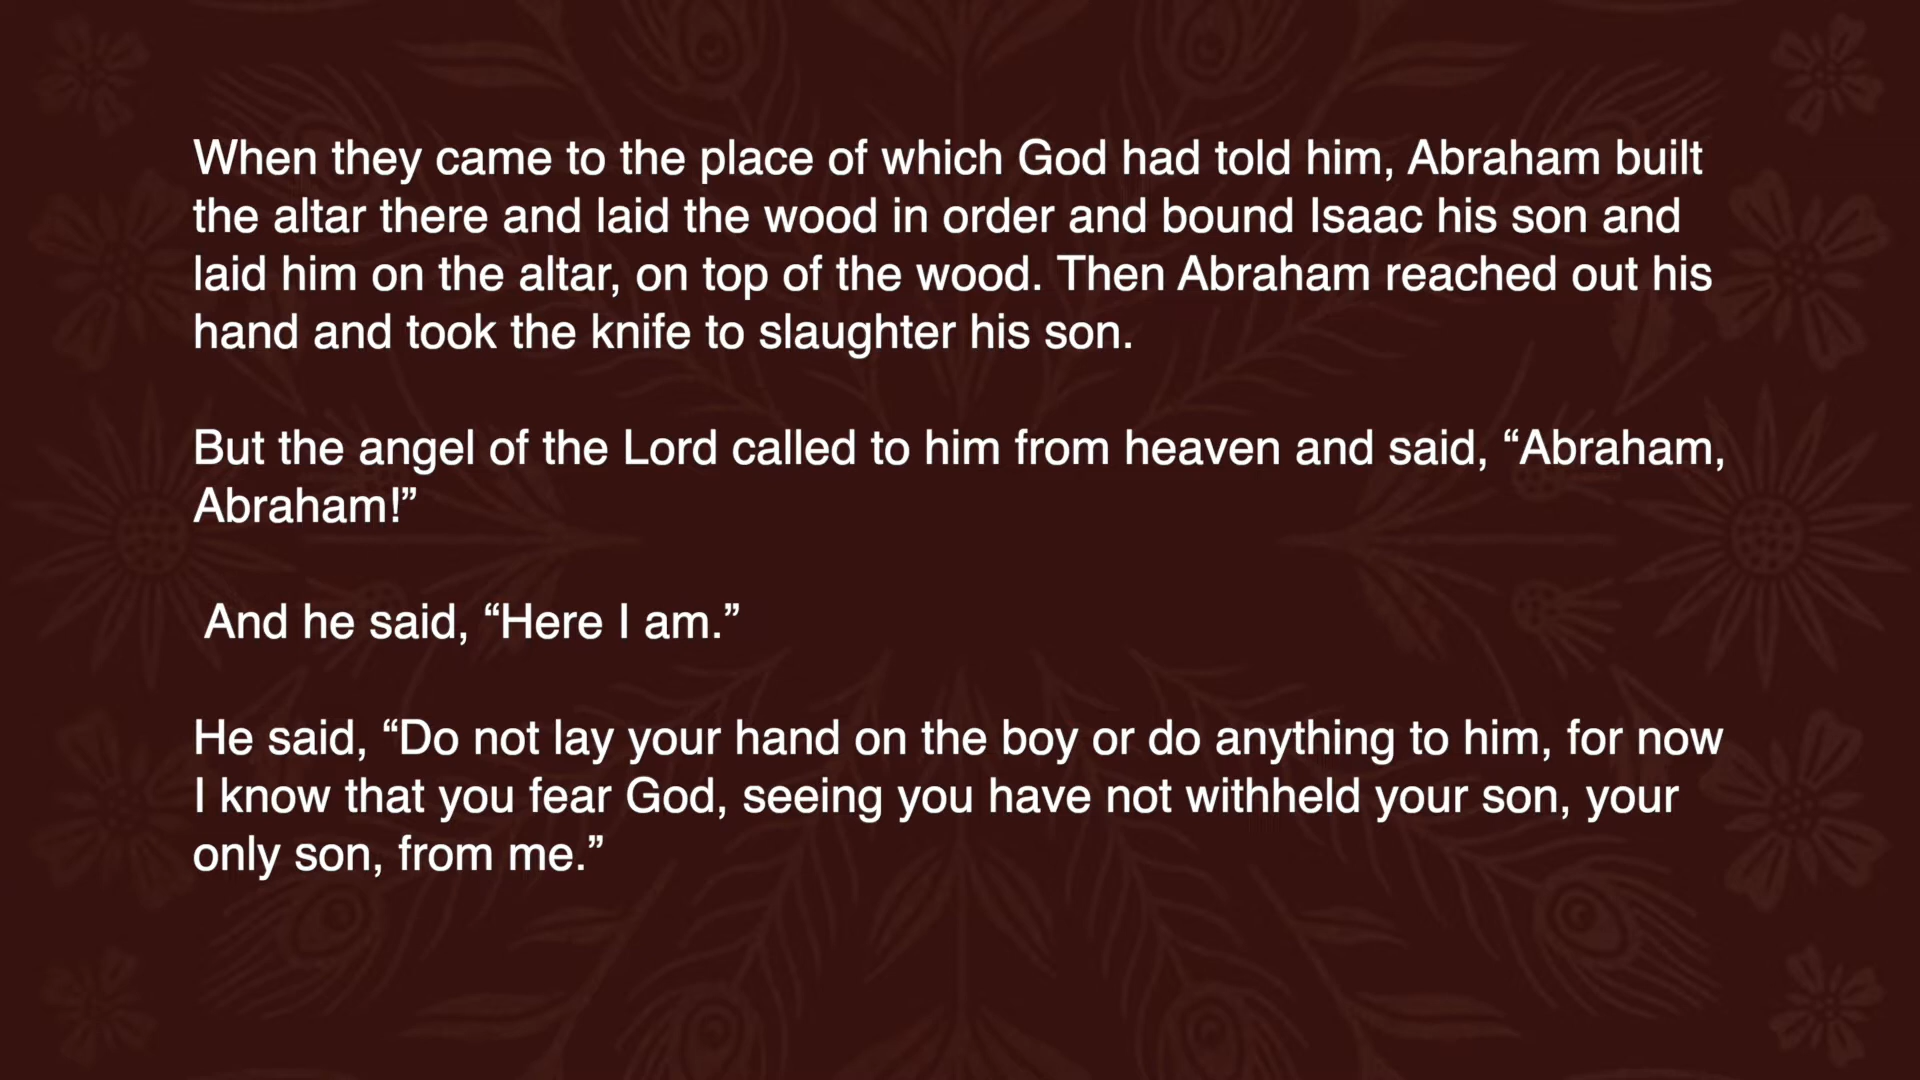 When they came to the place of which God had told him, Abraham built
the altar there and laid the wood in order and bound Isaac his son and
laid him on the altar, on top of the wood. Then Abraham reached out his
hand and took the knife to slaughter his son.
But the angel of the Lord called to him from heaven and said, “Abraham,
Abraham!”
And he said, “Here I am.”
He said, “Do not lay your hand on the boy or do anything to him, for now
I know that you fear God, seeing you have not withheld your son, your
only son, from me.”